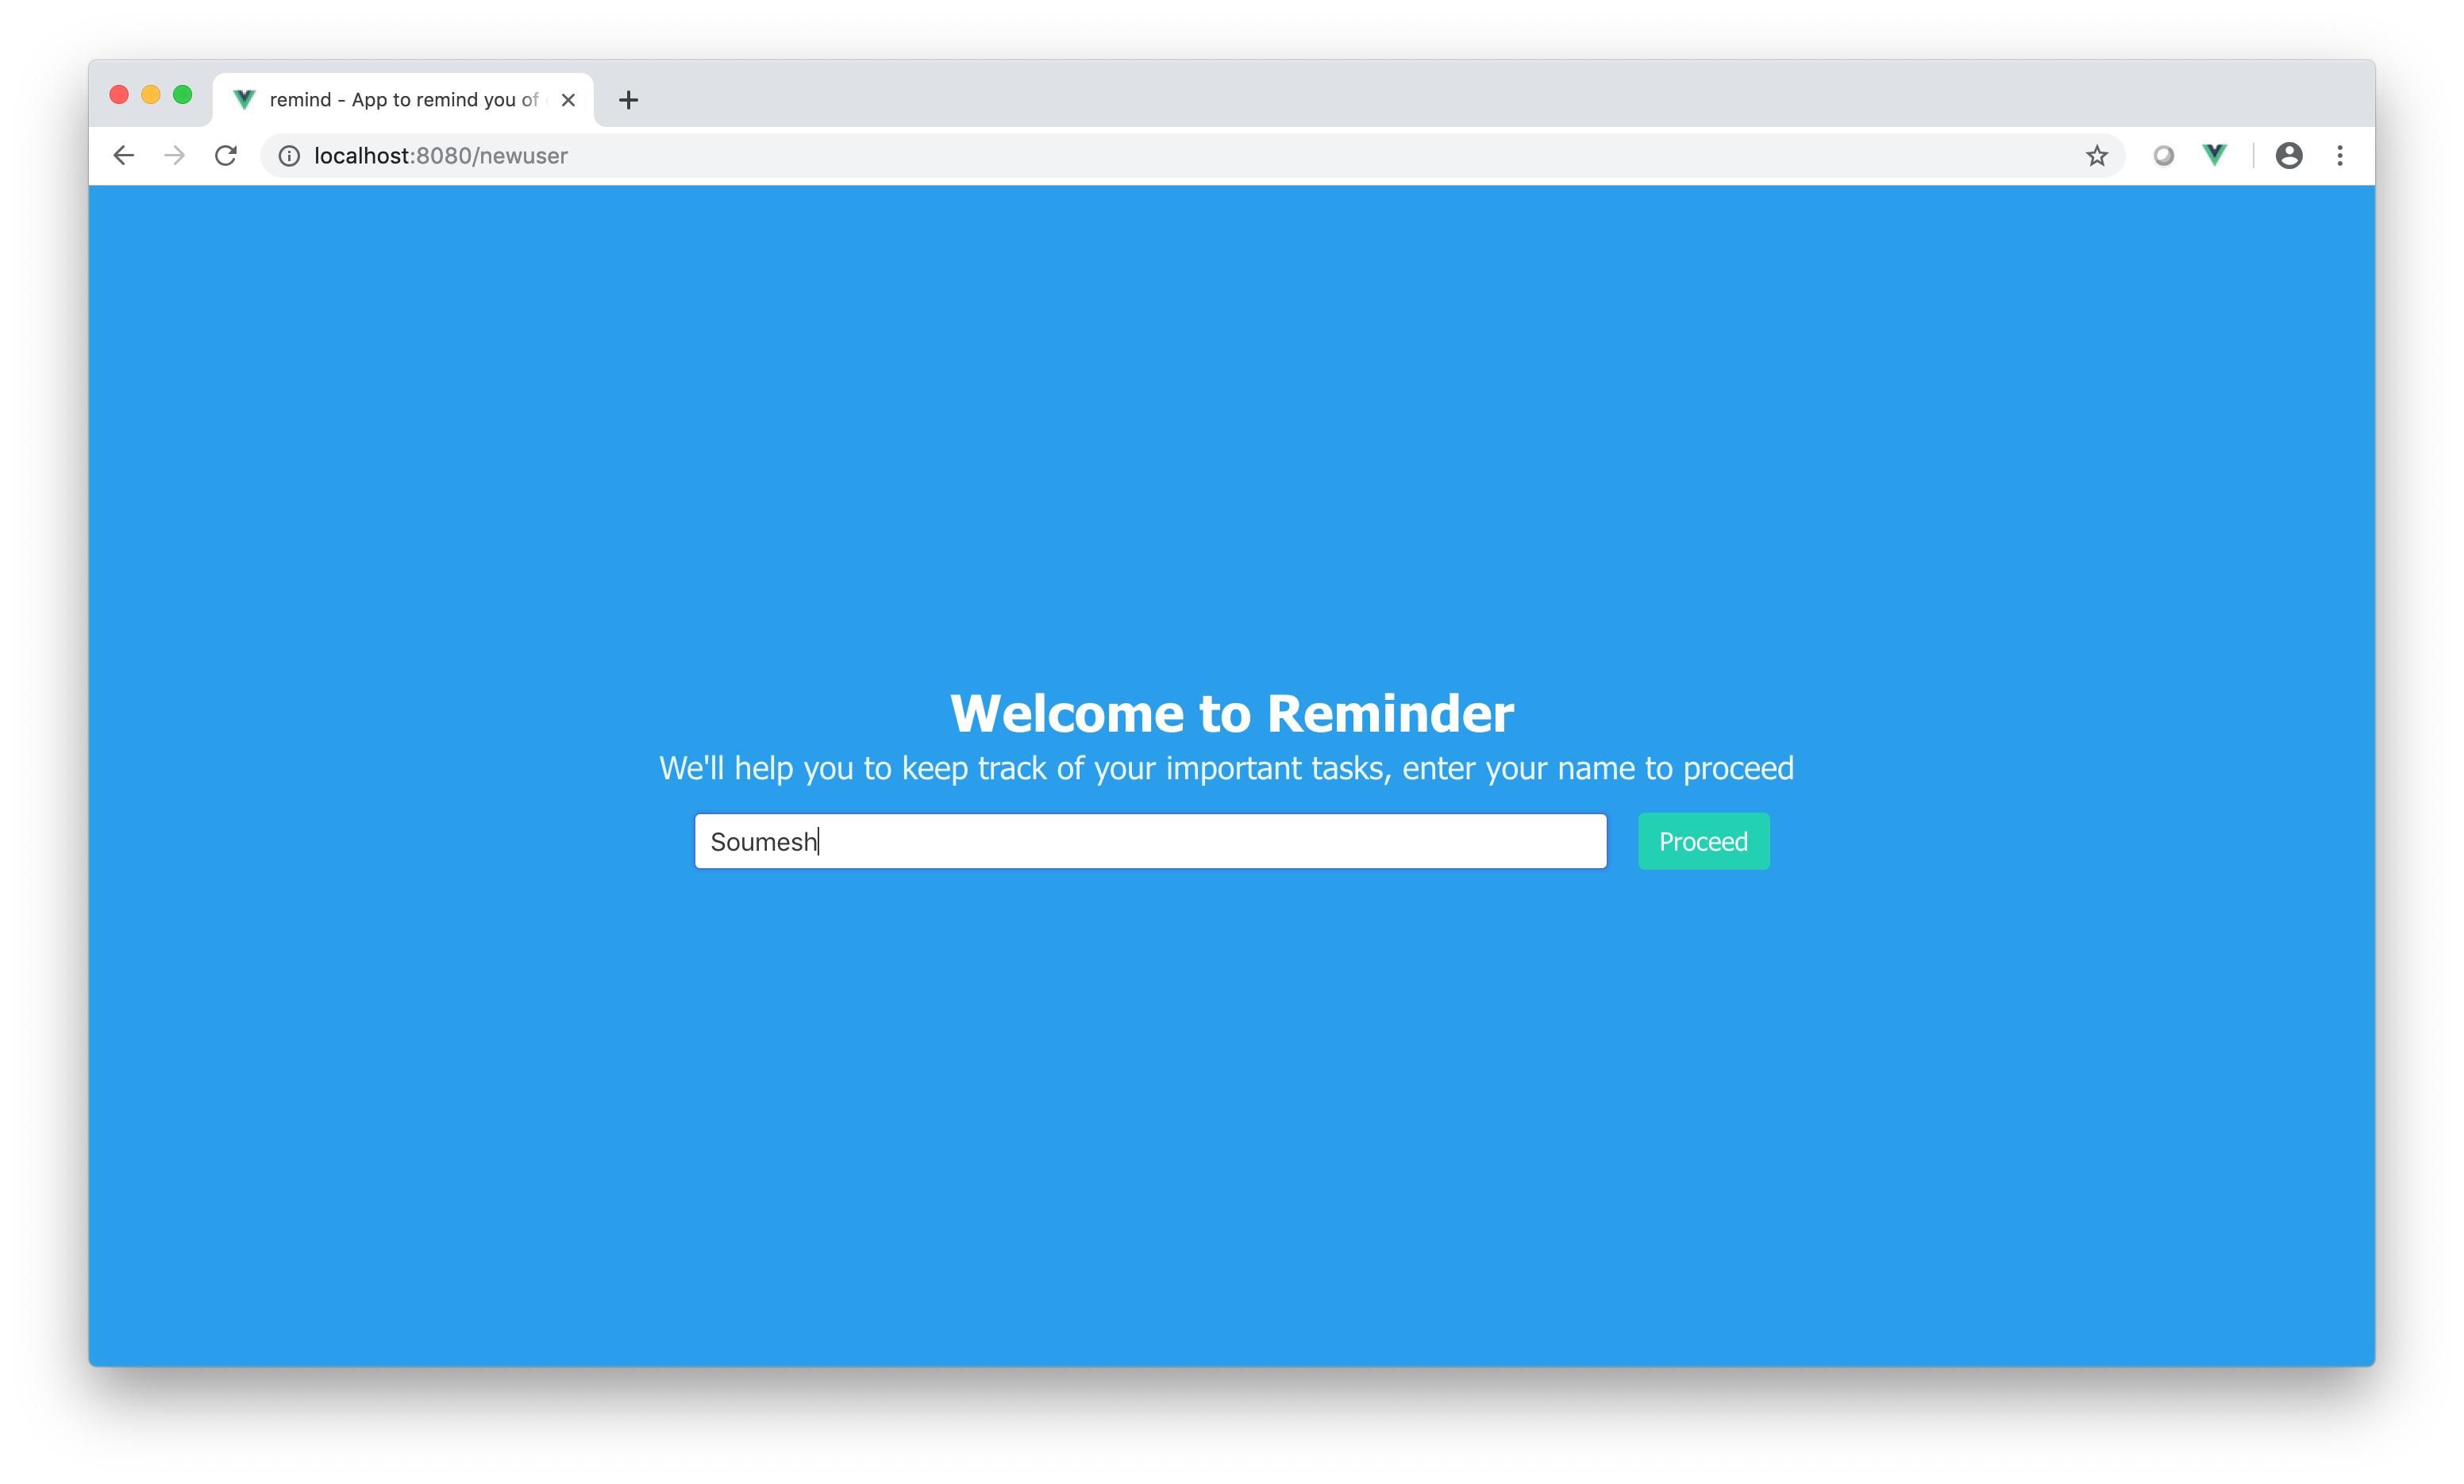 remind - App to remind you of
localhost:8080/newuser
Welcome to Reminder
We'll help you to keep track of your important tasks, enter your name to proceed
Soumesh
Proceed